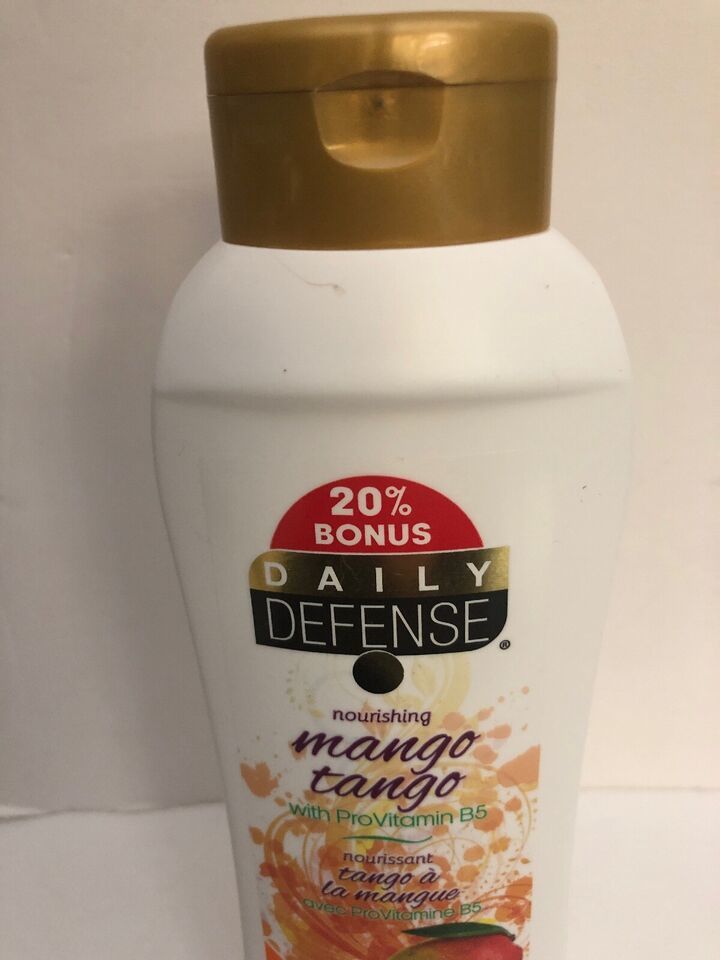 20%
BONUS
DAILY
DEFENSE®
nourishing
mango
tango
with ProVitamin B5
nourissant
tango à
la mangue
avec ProVitamine B5